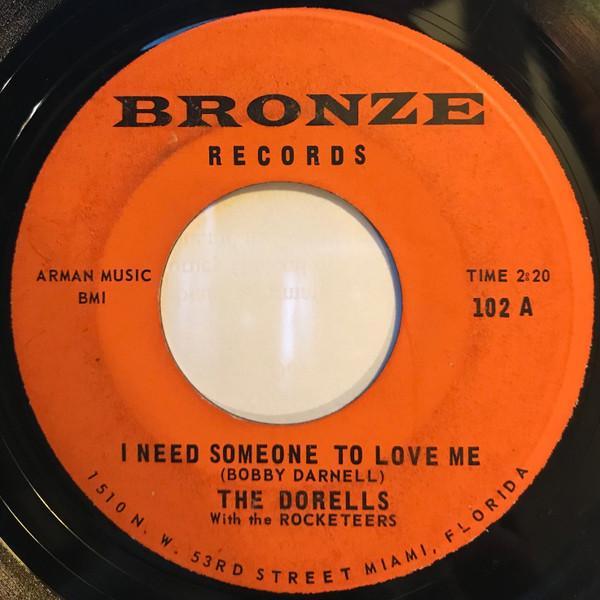 BRONZE
RECORDS
ARMAN MUSIC
BMI
TIME 2:20
102 A
I NEED SOMEONE TO LOVE ME
(BOBBY DARNELL)
THE DORELLS
With the ROCKETEERS
1510 N. W. 53RD STREET MIAMI, FLORIDA